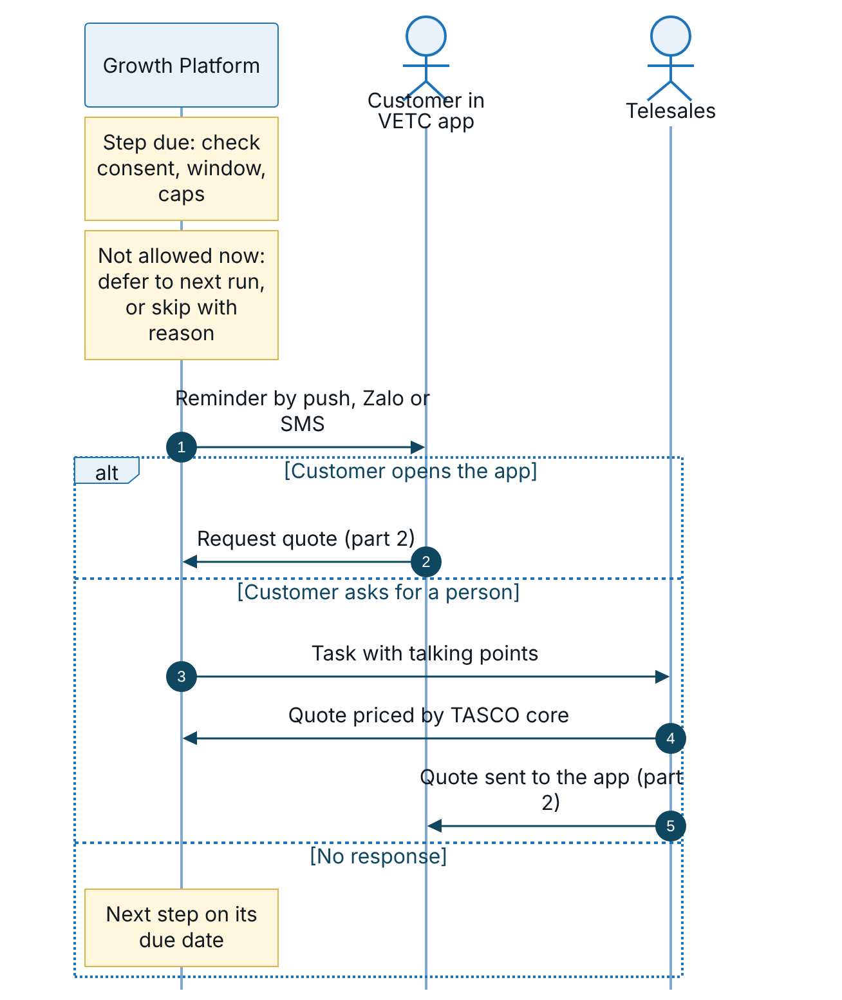 Growth Platform
Customer in
VETC app
Telesales
Step due: check
consent, window,
caps
Not allowed now:
defer to next run,
or skip with
reason
Reminder by push, Zalo or
SMS
1
alt
[Customer opens the app]
Request quote (part 2)
2
[Customer asks for a person]
Task with talking points
3
Quote priced by TASCO core
4
Quote sent to the app (part
2)
5
[No response]
Next step on its
due date